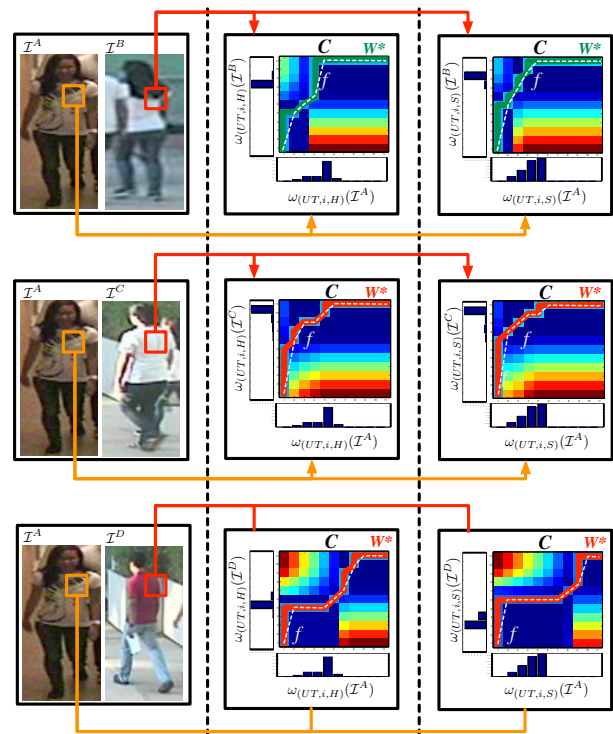 𝓘^A 𝓘^B C W* C W*
f f
ω_(UT,i,H)(𝓘^B) ω_(UT,i,S)(𝓘^B)
ω_(UT,i,H)(𝓘^A) ω_(UT,i,S)(𝓘^A)
𝓘^A 𝓘^C C W* C W*
f f
ω_(UT,i,H)(𝓘^C) ω_(UT,i,S)(𝓘^C)
ω_(UT,i,H)(𝓘^A) ω_(UT,i,S)(𝓘^A)
𝓘^A 𝓘^D C W* C W*
f f
ω_(UT,i,H)(𝓘^D) ω_(UT,i,S)(𝓘^D)
ω_(UT,i,H)(𝓘^A) ω_(UT,i,S)(𝓘^A)